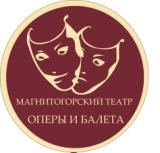 МАГНИТОГОРСКИЙ ТЕАТР
ОПЕРЫ И БАЛЕТА